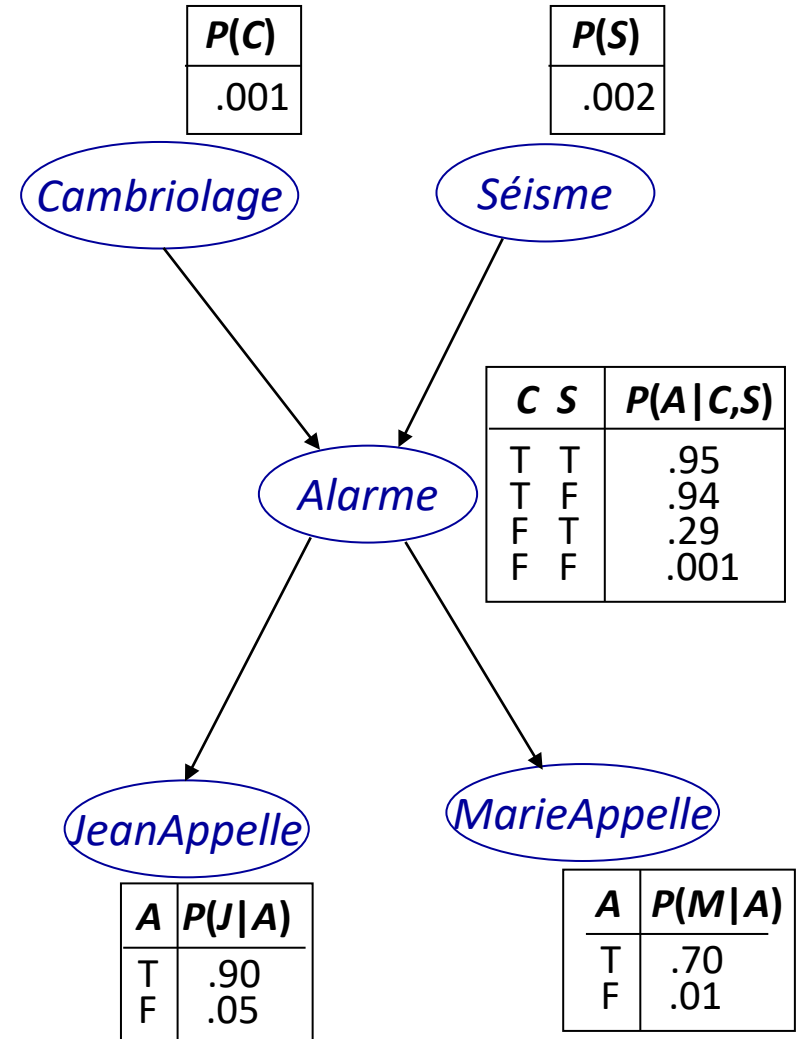 P(C)
.001
P(S)
.002
Cambriolage
Séisme
C S P(A|C,S)
T T .95
T F .94
F T .29
F F .001
Alarme
JeanAppelle
MarieAppelle
A P(J|A)
T .90
F .05
A P(M|A)
T .70
F .01